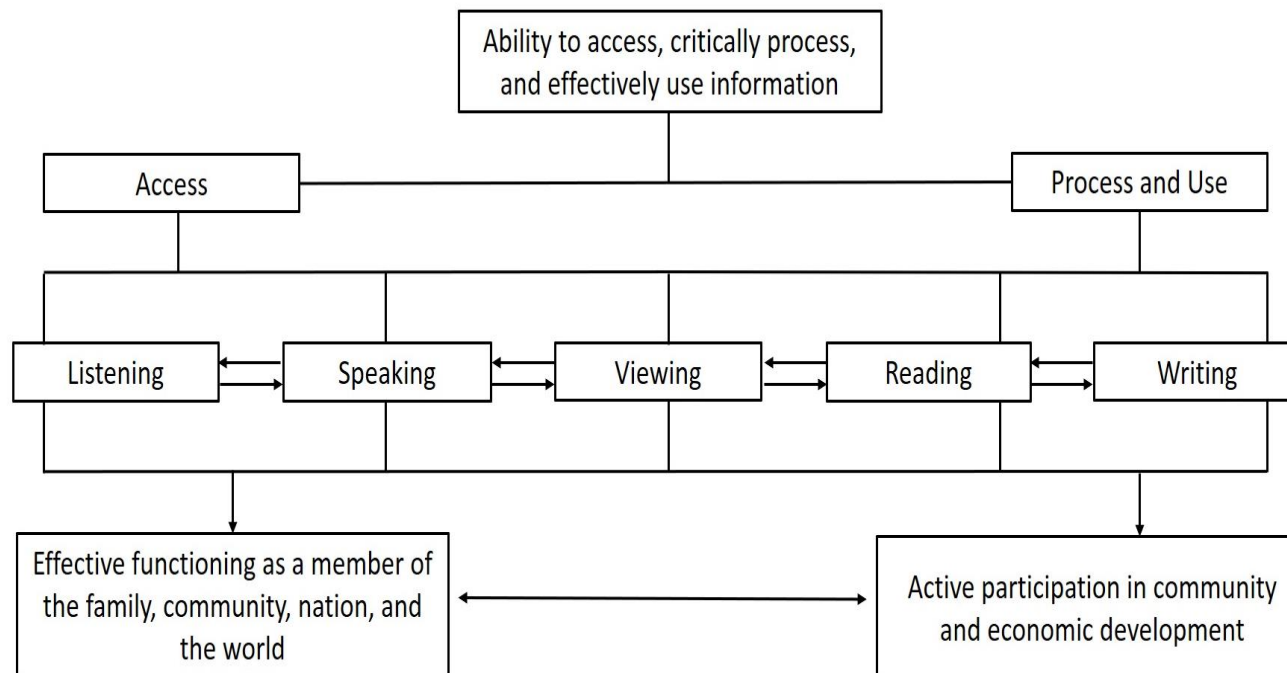 Ability to access, critically process,
and effectively use information
Access
Process and Use
Listening
Speaking
Viewing
Reading
Writing
Effective functioning as a member of
the family, community, nation, and
the world
Active participation in community
and economic development